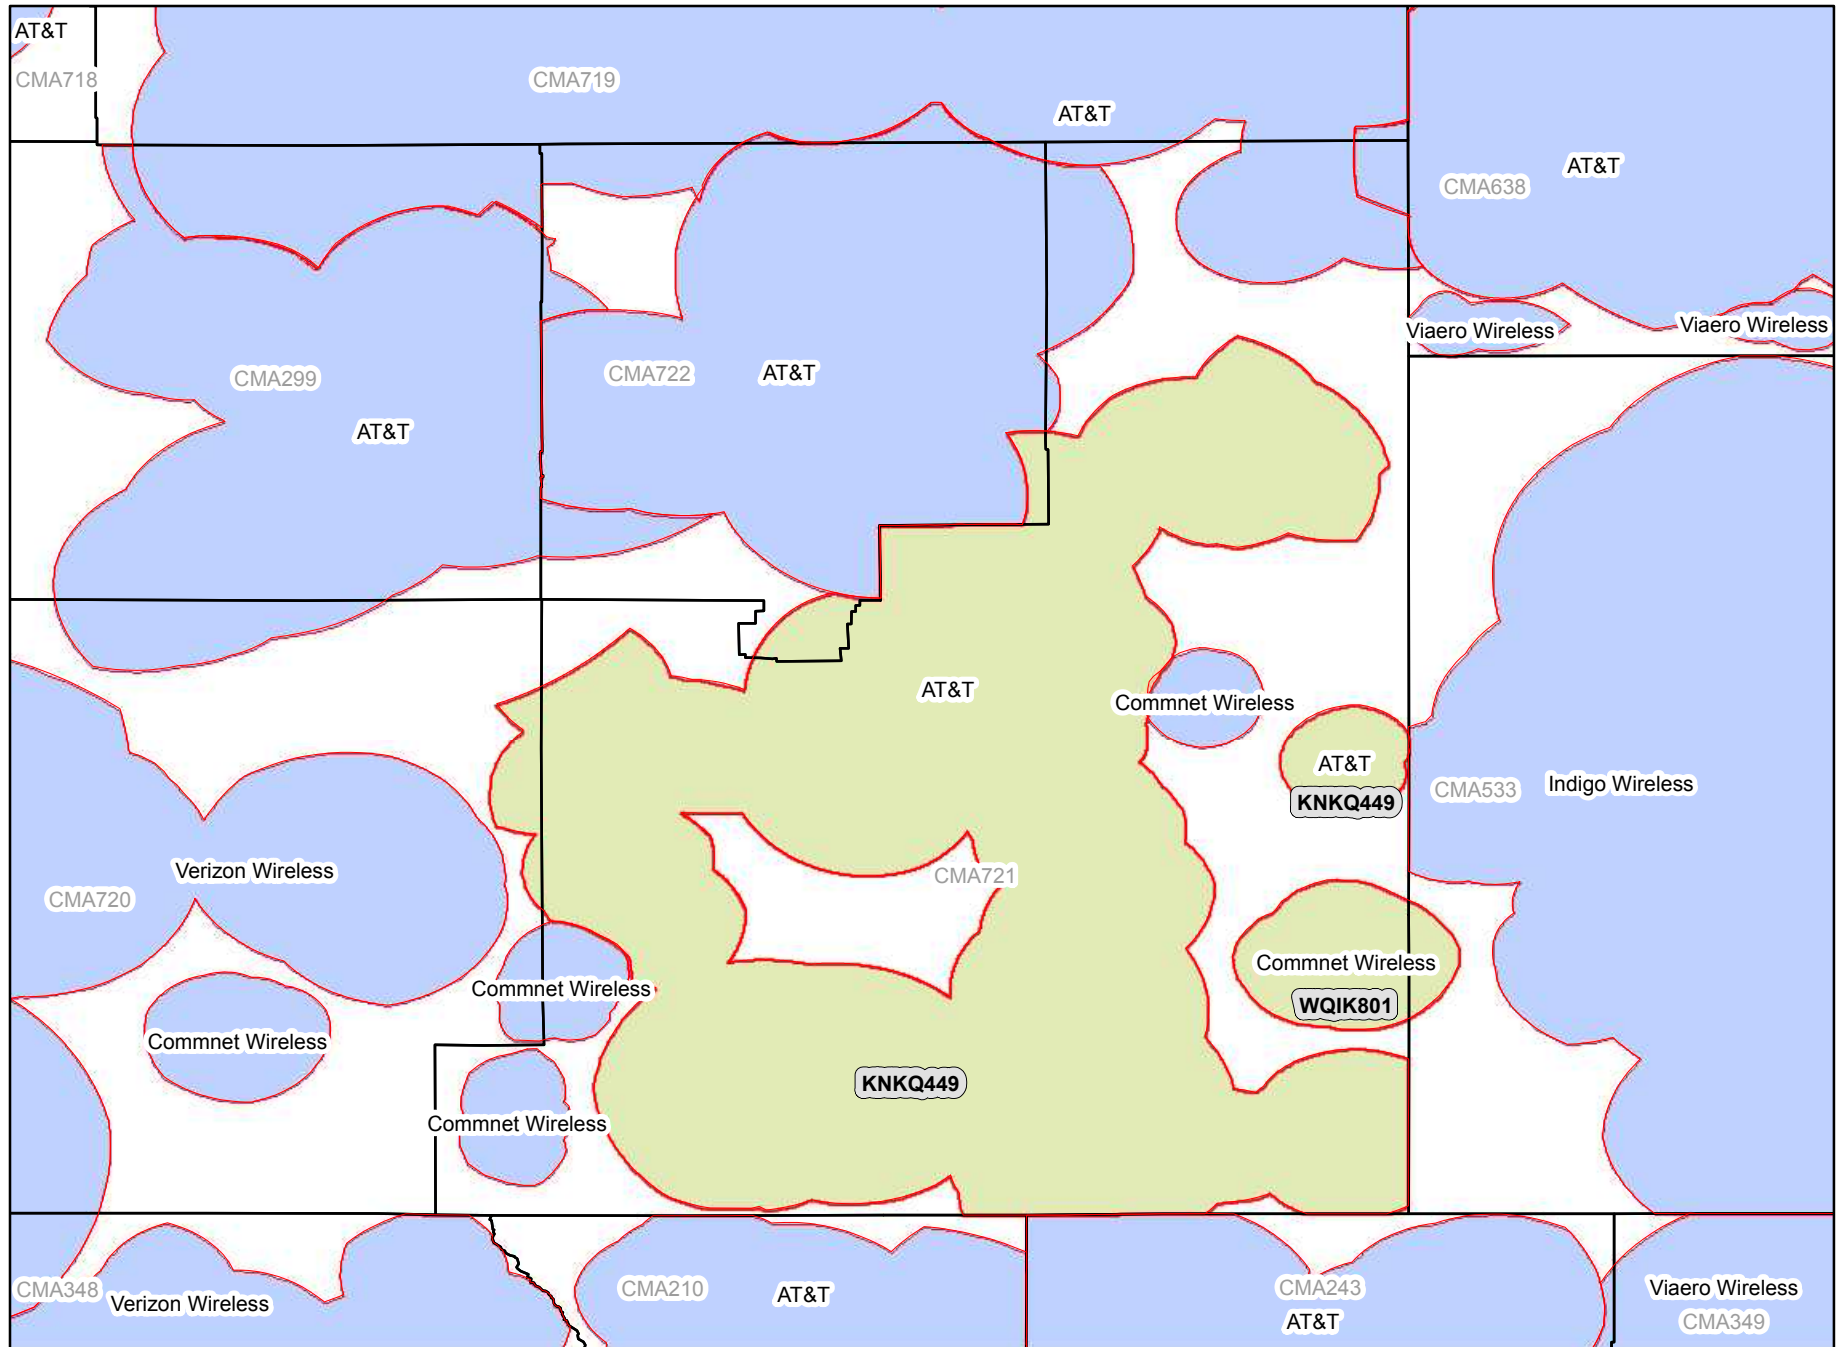 AT&T
CMA718
CMA719
AT&T
AT&T
CMA638
Viaero Wireless
Viaero Wireless
CMA299
CMA722
AT&T
AT&T
AT&T
Commnet Wireless
AT&T
KNKQ449
CMA533
Indigo Wireless
Verizon Wireless
CMA720
CMA721
Commnet Wireless
WQIK801
Commnet Wireless
Commnet Wireless
KNKQ449
Commnet Wireless
CMA348
Verizon Wireless
CMA210
AT&T
CMA243
AT&T
Viaero Wireless
CMA349